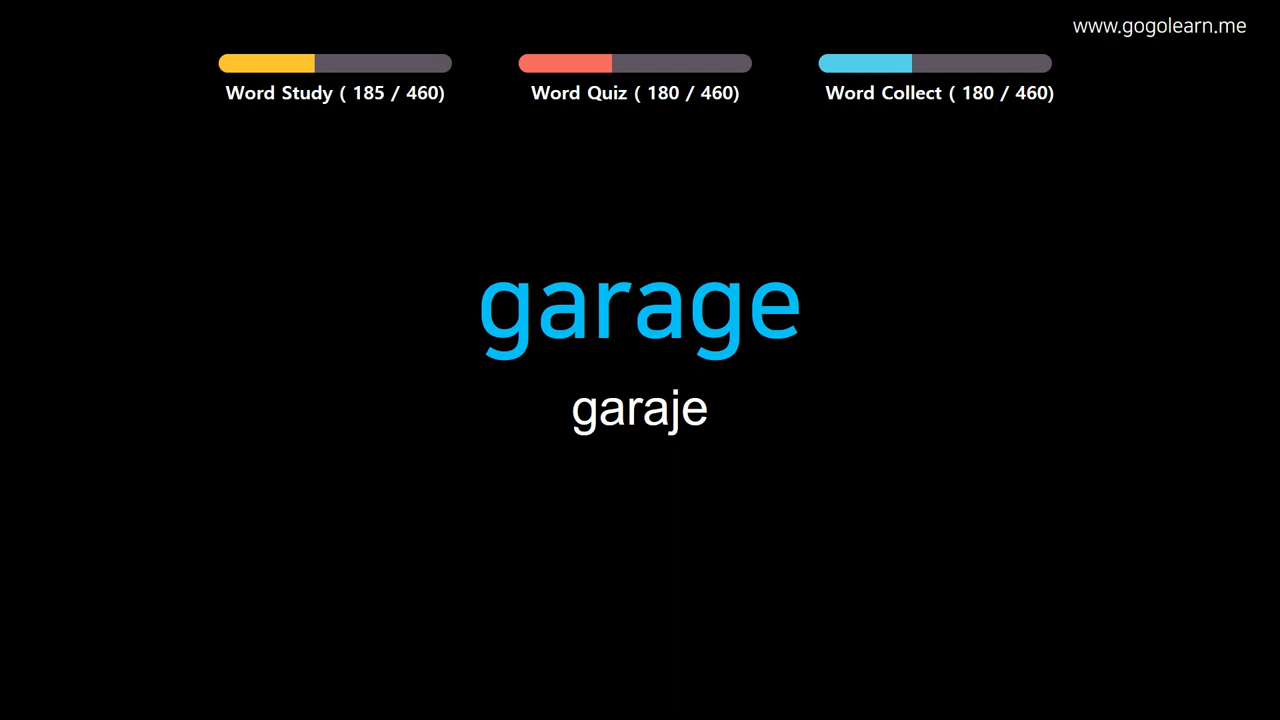 www.gogolearn.me
Word Study ( 185 / 460)
Word Quiz ( 180 / 460)
Word Collect ( 180 / 460)
garage
garaje